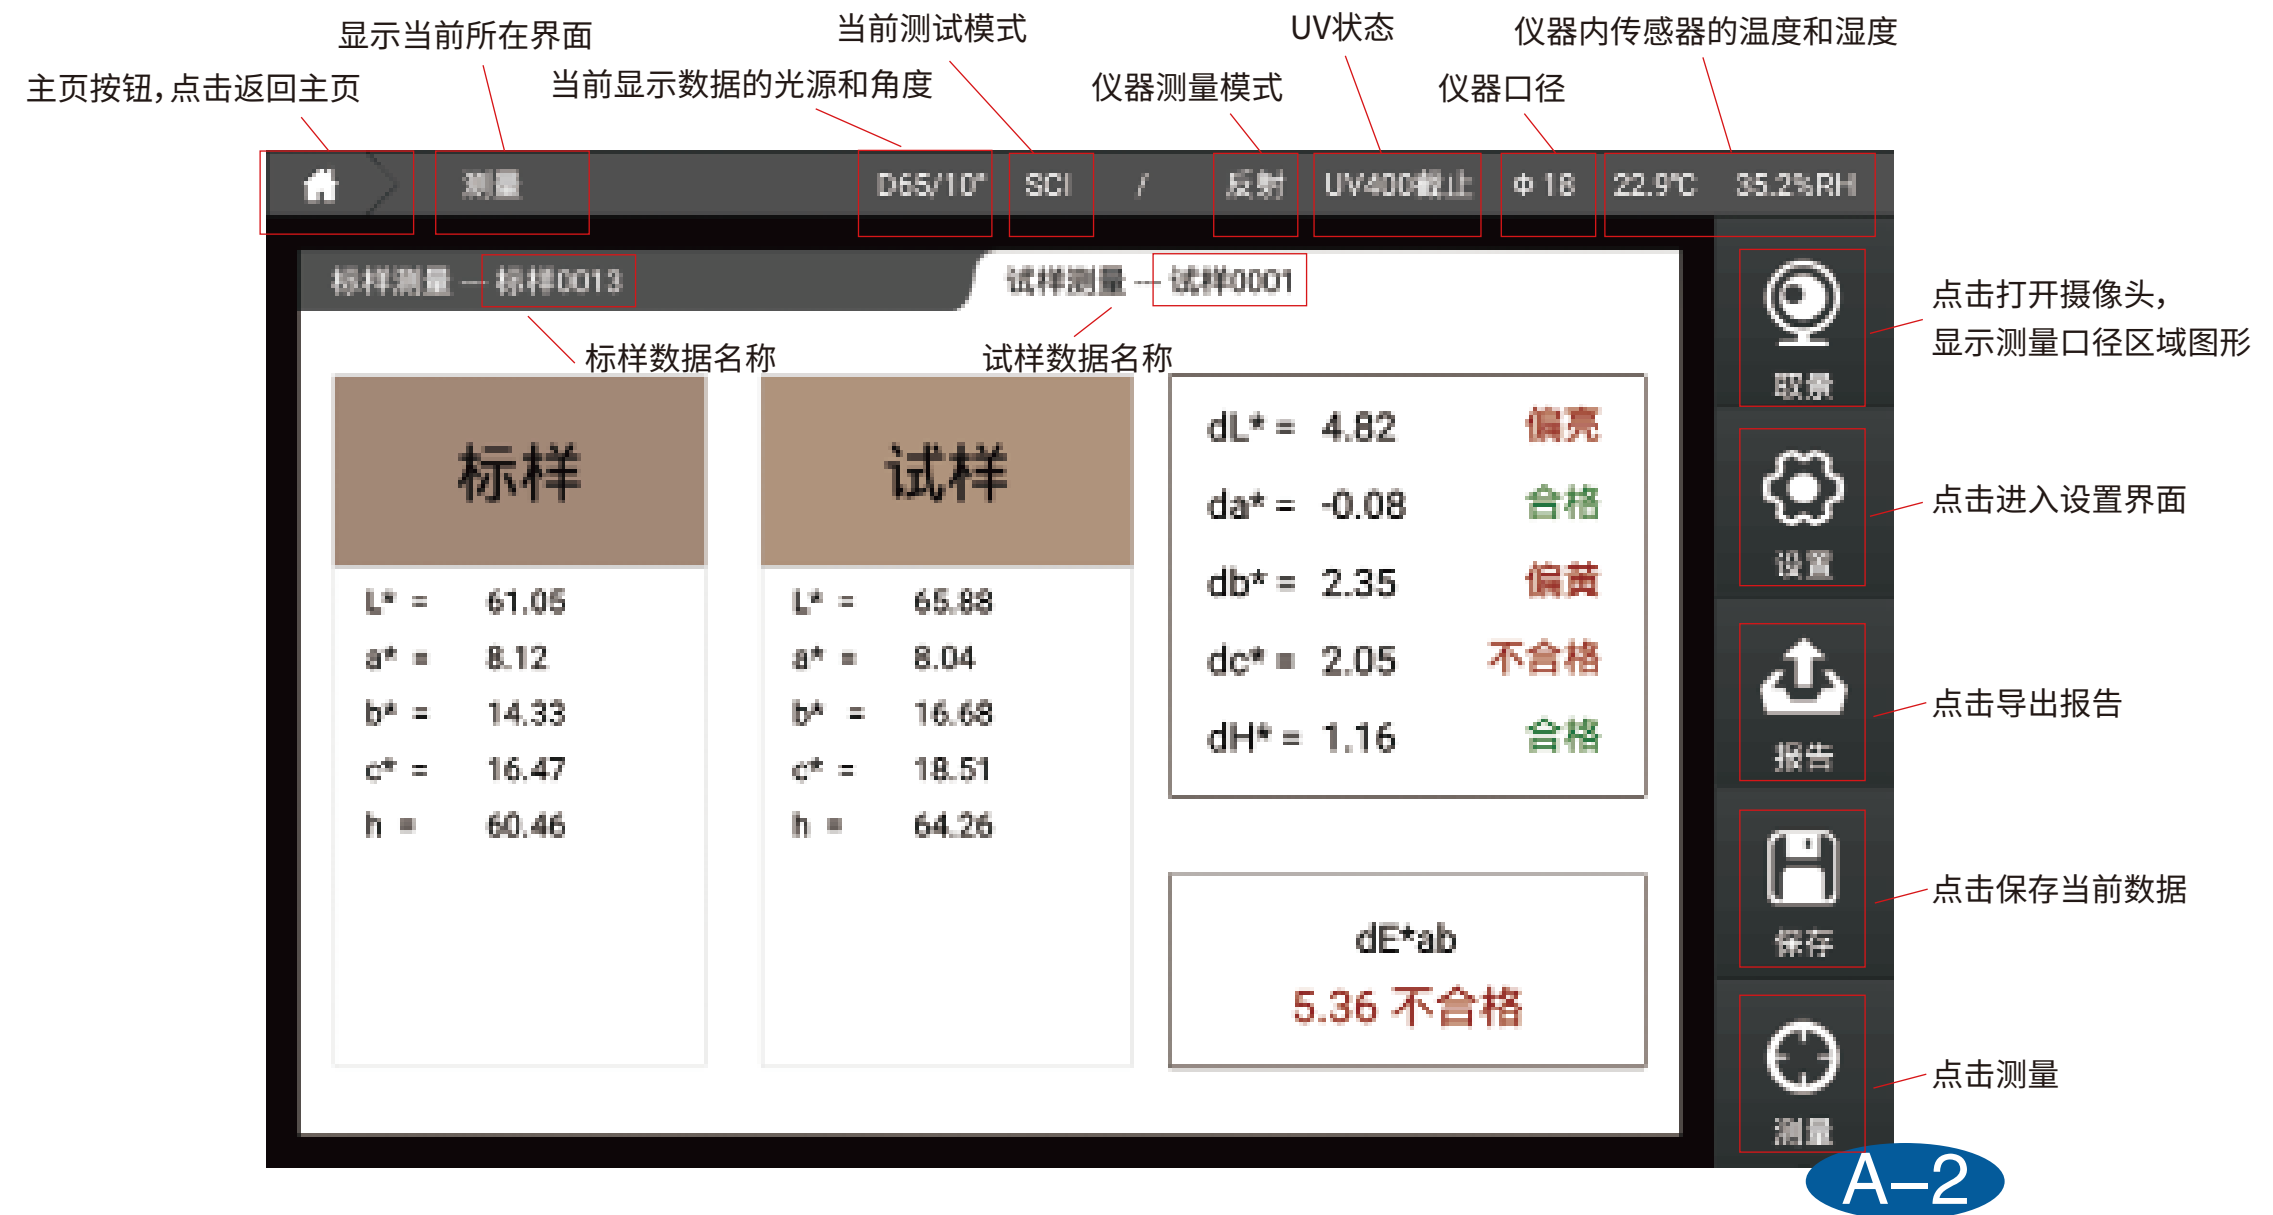 显示当前所在界面
当前测试模式
UV状态
仪器内传感器的温度和湿度
主页按钮,点击返回主页
当前显示数据的光源和角度
仪器测量模式
仪器口径
测量
D65/10°
SCI
/
反射
UV400截止
Φ 18
22.9℃
35.2%RH
标样测量 — 标样0013
试样测量 — 试样0001
标样数据名称
试样数据名称
标样
L* = 61.05
a* = 8.12
b* = 14.33
c* = 16.47
h = 60.46
试样
L* = 65.88
a* = 8.04
b* = 16.68
c* = 18.51
h = 64.26
dL* = 4.82 偏亮
da* = -0.08 合格
db* = 2.35 偏黄
dc* = 2.05 不合格
dH* = 1.16 合格
dE*ab
5.36 不合格
取景
点击打开摄像头,
显示测量口径区域图形
设置
点击进入设置界面
报告
点击导出报告
保存
点击保存当前数据
测量
点击测量
A-2